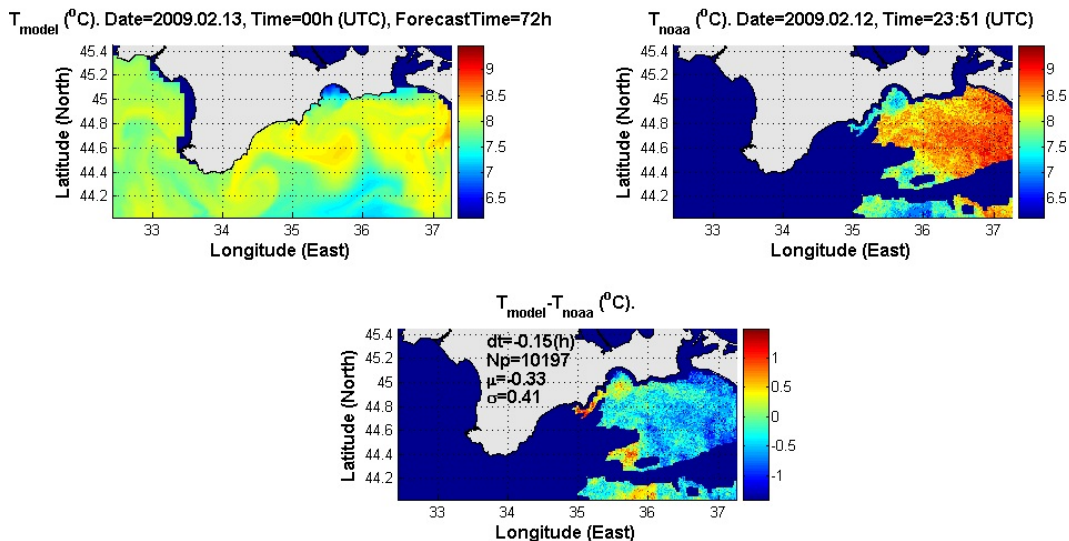 T_model (°C). Date=2009.02.13, Time=00h (UTC), ForecastTime=72h
45.4
45.2
45
44.8
44.6
44.4
44.2
Latitude (North)
33 34 35 36 37
Longitude (East)
9
8.5
8
7.5
7
6.5
T_noaa (°C). Date=2009.02.12, Time=23:51 (UTC)
45.4
45.2
45
44.8
44.6
44.4
44.2
Latitude (North)
33 34 35 36 37
Longitude (East)
9
8.5
8
7.5
7
6.5
T_model-T_noaa (°C).
dt=-0.15(h)
Np=10197
μ=-0.33
σ=0.41
45.4
45.2
45
44.8
44.6
44.4
44.2
Latitude (North)
33 34 35 36 37
Longitude (East)
1
0.5
0
-0.5
-1